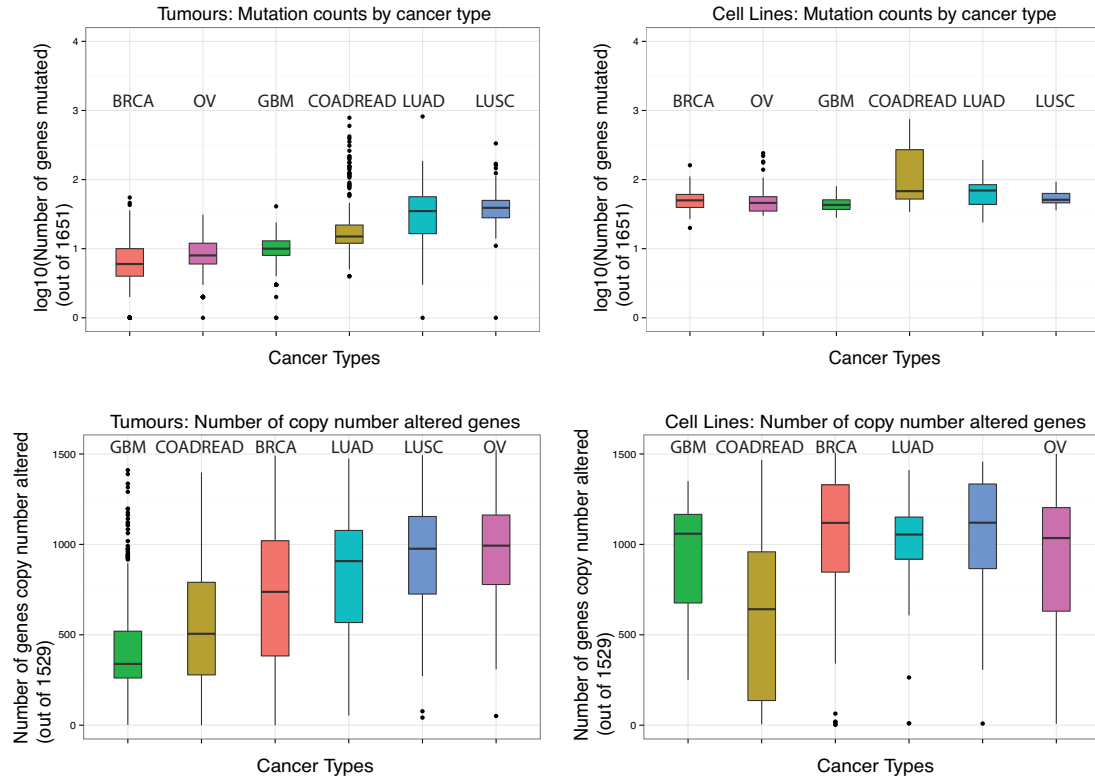 Tumours: Mutation counts by cancer type
4
3
2
1
0
BRCA OV GBM COADREAD LUAD LUSC
log10(Number of genes mutated)
(out of 1651)
Cancer Types
Cell Lines: Mutation counts by cancer type
4
3
2
1
0
BRCA OV GBM COADREAD LUAD LUSC
log10(Number of genes mutated)
(out of 1651)
Cancer Types
Tumours: Number of copy number altered genes
1500
1000
500
0
GBM COADREAD BRCA LUAD LUSC OV
Number of genes copy number altered
(out of 1529)
Cancer Types
Cell Lines: Number of copy number altered genes
1500
1000
500
0
GBM COADREAD BRCA LUAD OV
Number of genes copy number altered
(out of 1529)
Cancer Types